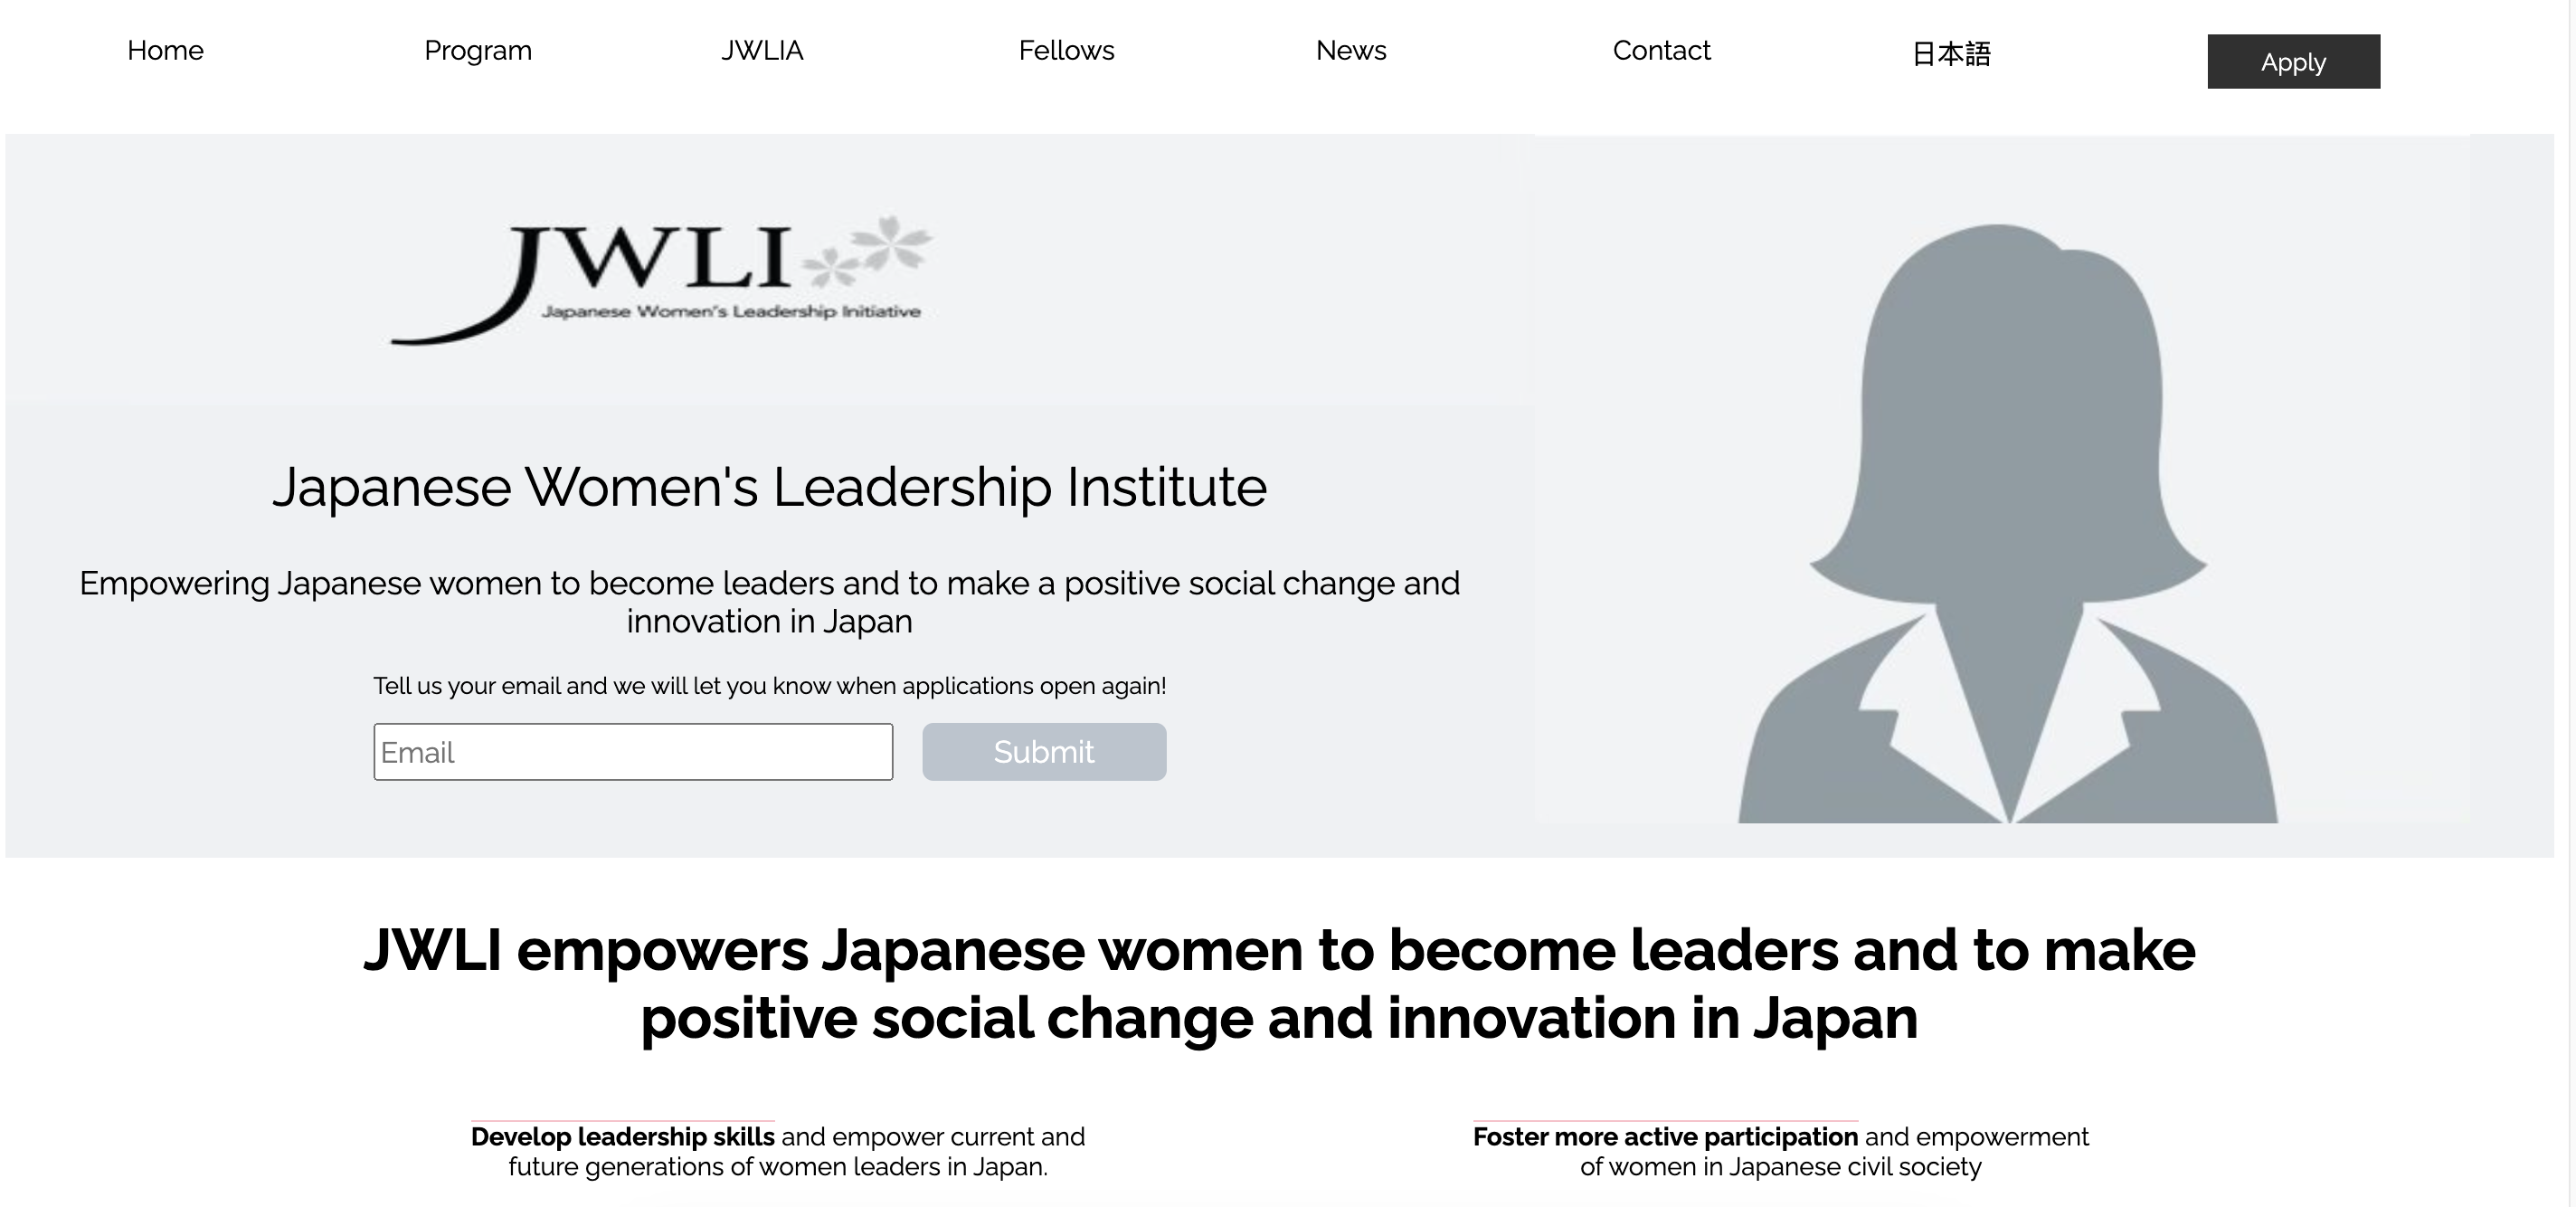 Home
Program
JWLIA
Fellows
News
Contact
日本語
Apply
JWLI
Japanese Women's Leadership Initiative
Japanese Women's Leadership Institute
Empowering Japanese women to become leaders and to make a positive social change and
innovation in Japan
Tell us your email and we will let you know when applications open again!
Email
Submit
JWLI empowers Japanese women to become leaders and to make
positive social change and innovation in Japan
Develop leadership skills and empower current and
future generations of women leaders in Japan.
Foster more active participation and empowerment
of women in Japanese civil society